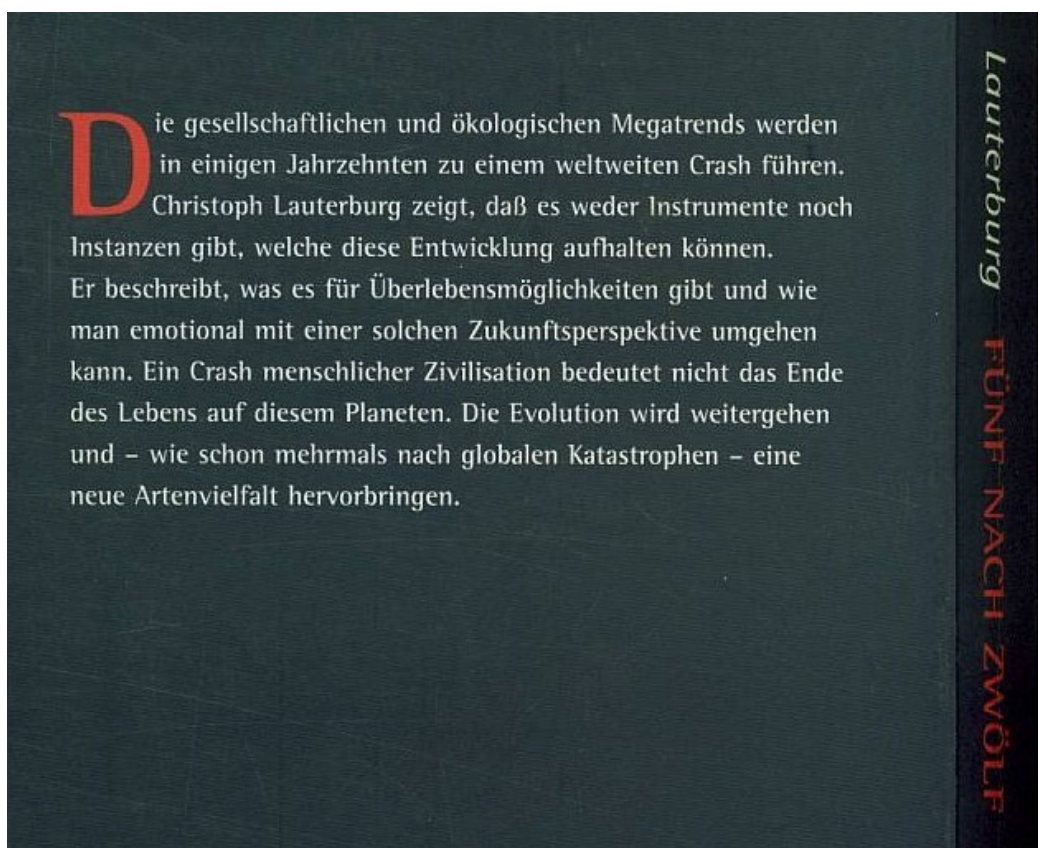 Die gesellschaftlichen und ökologischen Megatrends werden
in einigen Jahrzehnten zu einem weltweiten Crash führen.
Christoph Lauterburg zeigt, daß es weder Instrumente noch
Instanzen gibt, welche diese Entwicklung aufhalten können.
Er beschreibt, was es für Überlebensmöglichkeiten gibt und wie
man emotional mit einer solchen Zukunftsperspektive umgehen
kann. Ein Crash menschlicher Zivilisation bedeutet nicht das Ende
des Lebens auf diesem Planeten. Die Evolution wird weitergehen
und – wie schon mehrmals nach globalen Katastrophen – eine
neue Artenvielfalt hervorbringen.
Lauterburg FÜNF NACH ZWÖLF